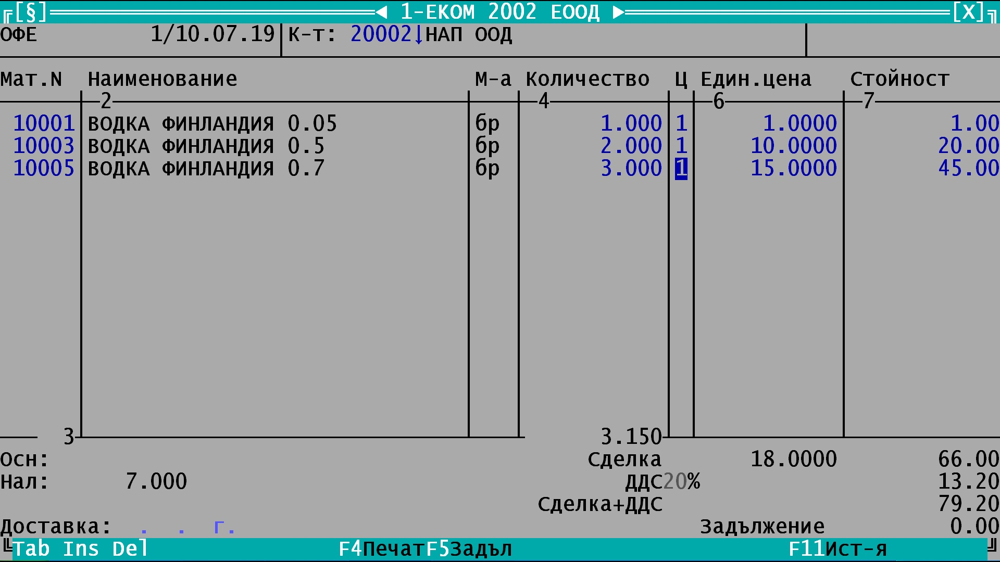 [§] ◄ 1-ЕКОМ 2002 ЕООД ► [X]
ОФЕ 1/10.07.19 К-т: 20002↓НАП ООД
Мат.N Наименование М-а Количество Ц Един.цена Стойност
2 4 6 7
10001 ВОДКА ФИНЛАНДИЯ 0.05 бр 1.000 1 1.0000 1.00
10003 ВОДКА ФИНЛАНДИЯ 0.5 бр 2.000 1 10.0000 20.00
10005 ВОДКА ФИНЛАНДИЯ 0.7 бр 3.000 1 15.0000 45.00
3 3.150
Осн: Сделка 18.0000 66.00
Нал: 7.000 ДДС20% 13.20
Сделка+ДДС 79.20
Доставка: . . г. Задължение 0.00
Tab Ins Del F4ПечатF5Задъл F11Ист-я